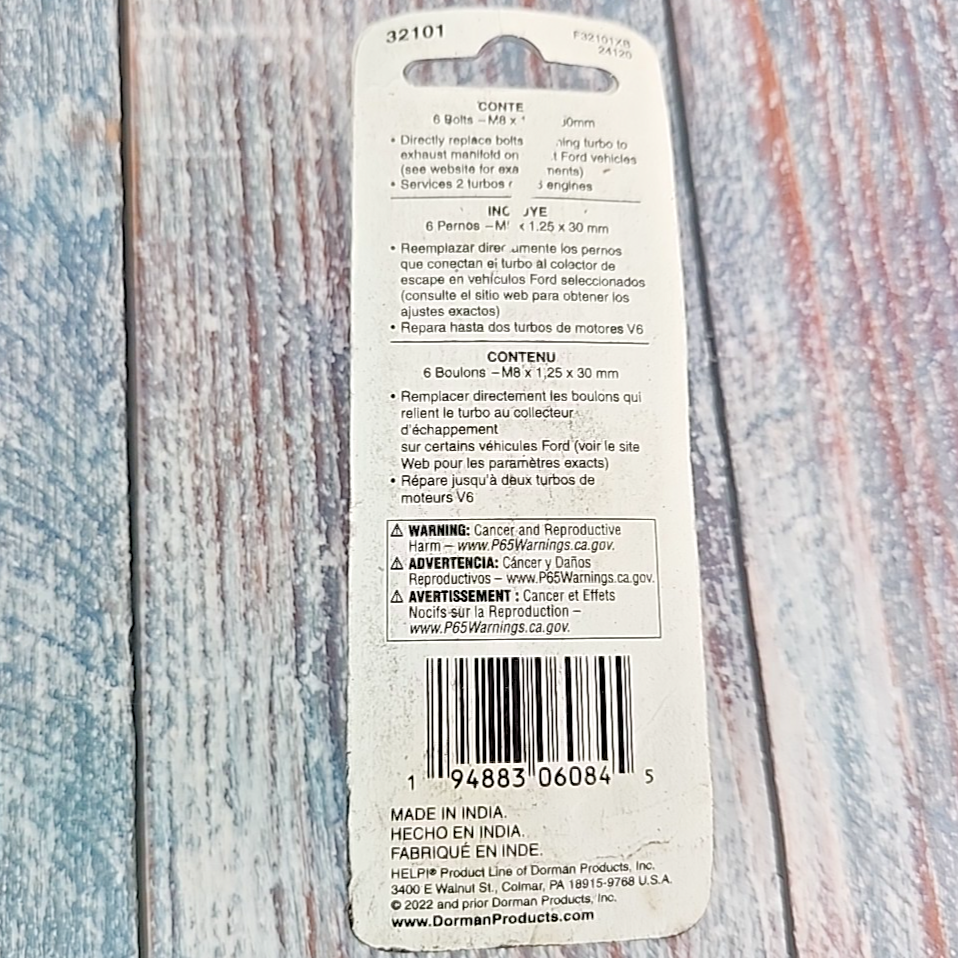 32101
F32101XB
24120
CONTE
6 Bolts – M8 x 30mm
• Directly replace bolts turbo to
exhaust manifold on Ford vehicles
(see website for
• Services 2 turbos engines
6 Pernos – 1.25 x 30 mm
• Reemplazar los pernos
que conectan el turbo al colector de
escape en vehículos Ford seleccionados
(consulte el sitio web para obtener los
ajustes exactos)
• Repara hasta dos turbos de motores V6
CONTENU
6 Boulons – M8 x 1,25 x 30 mm
• Remplacer directement les boulons qui
relient le turbo au collecteur
d'échappement
sur certains véhicules Ford (voir le site
Web pour les paramètres exacts)
• Répare jusqu'à deux turbos de
moteurs V6
⚠ WARNING: Cancer and Reproductive
Harm – www.P65Warnings.ca.gov.
⚠ ADVERTENCIA: Cáncer y Daños
Reproductivos – www.P65Warnings.ca.gov.
⚠ AVERTISSEMENT : Cancer et Effets
Nocifs sur la Reproduction –
www.P65Warnings.ca.gov.
1 94883 06084 5
MADE IN INDIA.
HECHO EN INDIA.
FABRIQUÉ EN INDE.
HELP!® Product Line of Dorman Products, Inc.
3400 E Walnut St., Colmar, PA 18915-9768 U.S.A.
© 2022 and prior Dorman Products, Inc.
www.DormanProducts.com